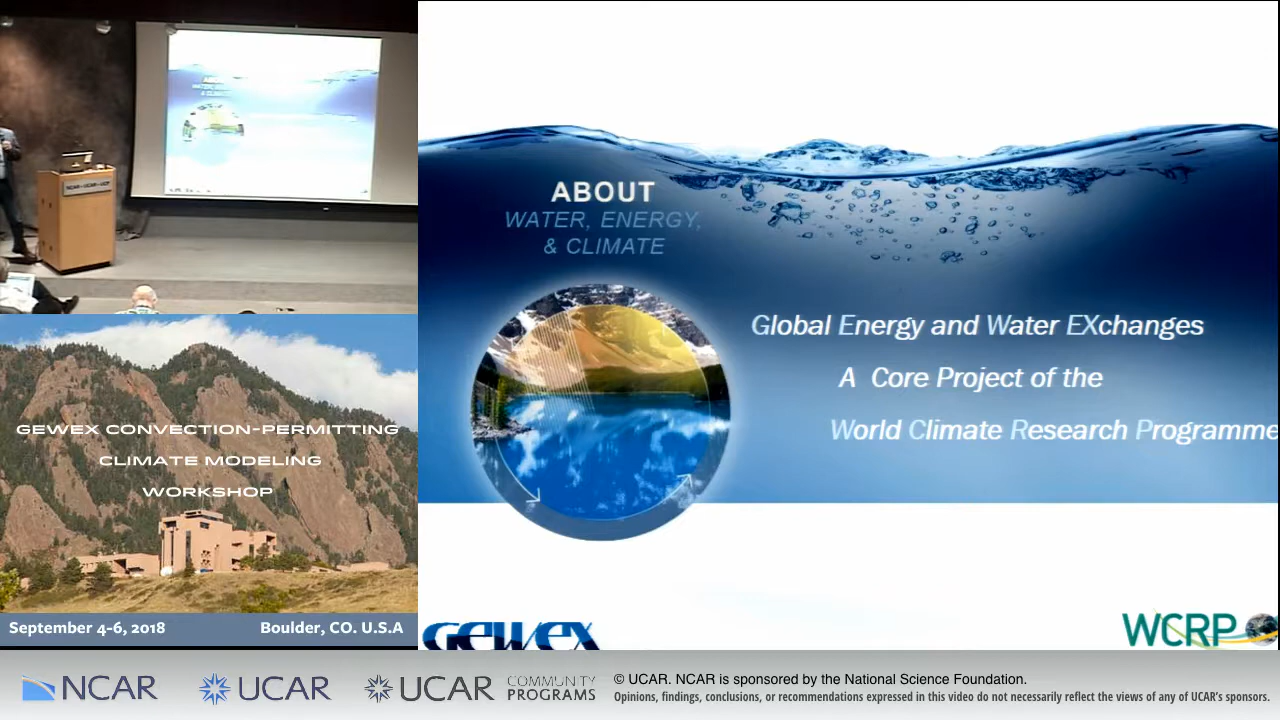 NCAR • UCAR • UCP
GEWEX CONVECTION-PERMITTING
CLIMATE MODELING
WORKSHOP
September 4-6, 2018
Boulder, CO. U.S.A
ABOUT
WATER, ENERGY,
& CLIMATE
Global Energy and Water EXchanges
A Core Project of the
World Climate Research Programme
GEWEX
WCRP
NCAR
UCAR
UCAR
COMMUNITY
PROGRAMS
© UCAR. NCAR is sponsored by the National Science Foundation.
Opinions, findings, conclusions, or recommendations expressed in this video do not necessarily reflect the views of any of UCAR's sponsors.